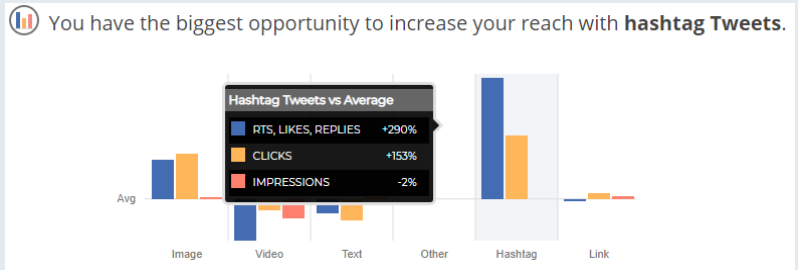 You have the biggest opportunity to increase your reach with hashtag Tweets.
Hashtag Tweets vs Average
RTS, LIKES, REPLIES +290%
CLICKS +153%
IMPRESSIONS -2%
Avg
Image Video Text Other Hashtag Link